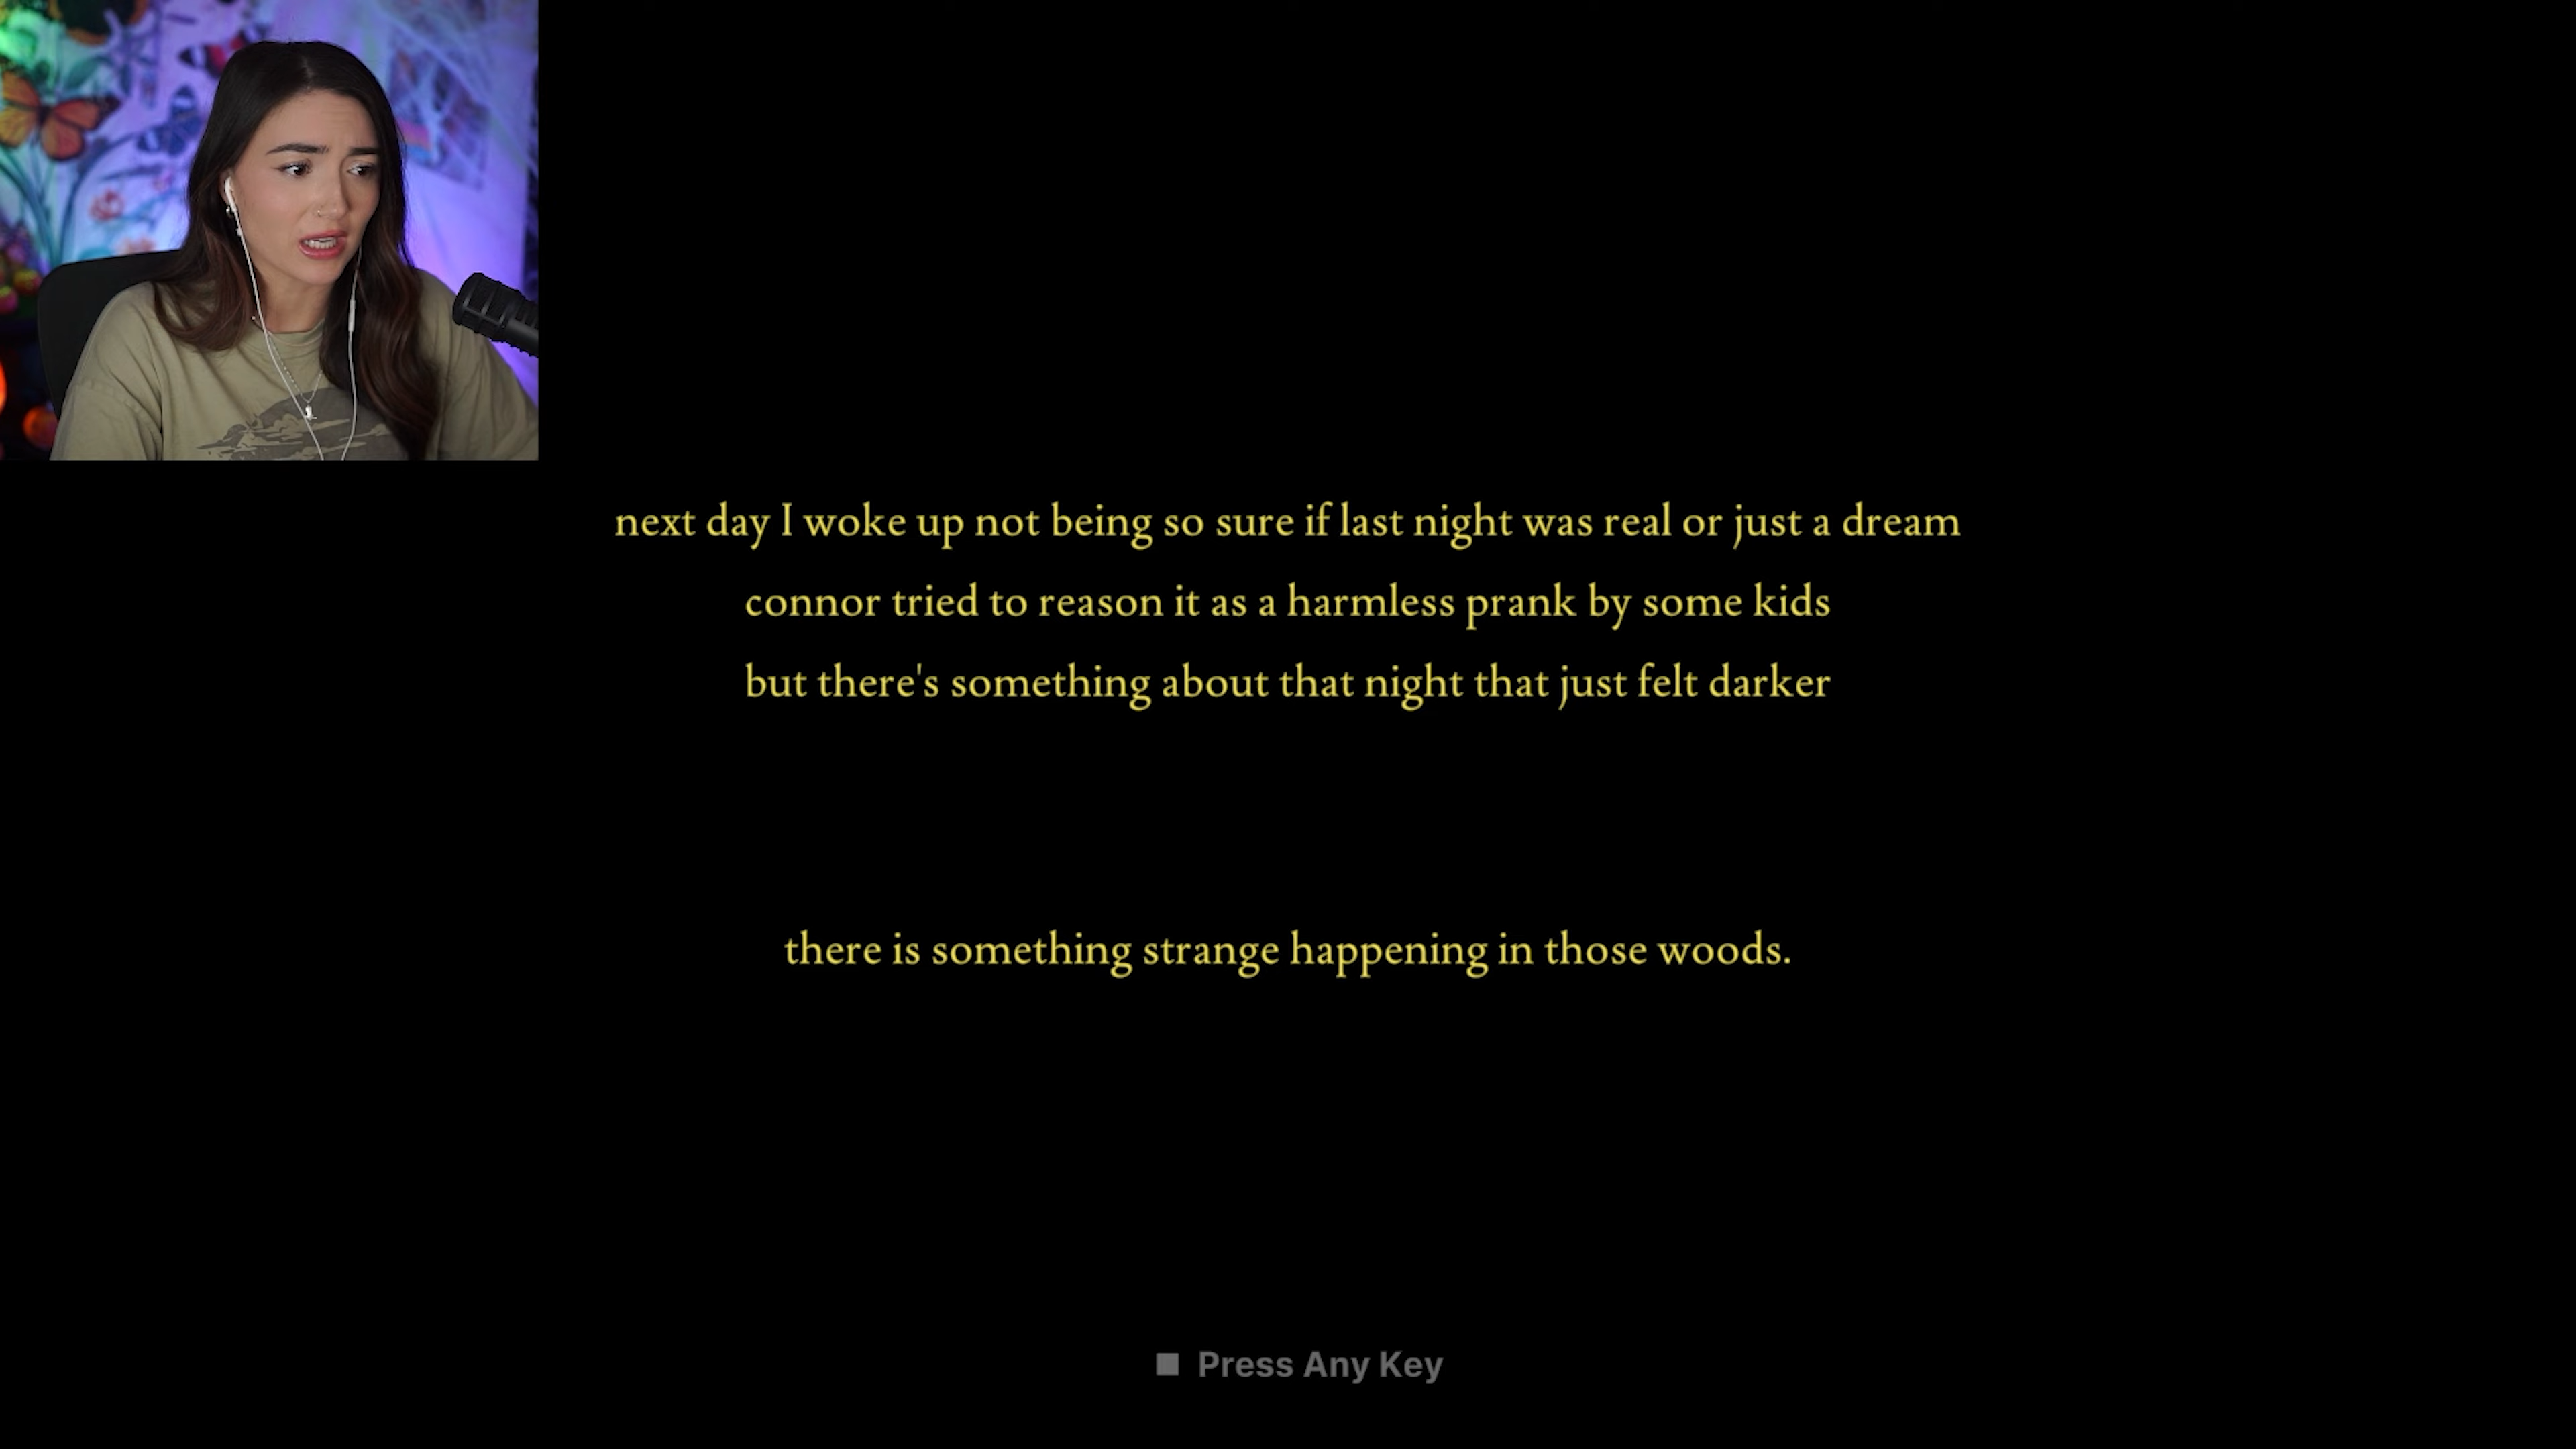 next day I woke up not being so sure if last night was real or just a dream
connor tried to reason it as a harmless prank by some kids
but there's something about that night that just felt darker
there is something strange happening in those woods.
Press Any Key